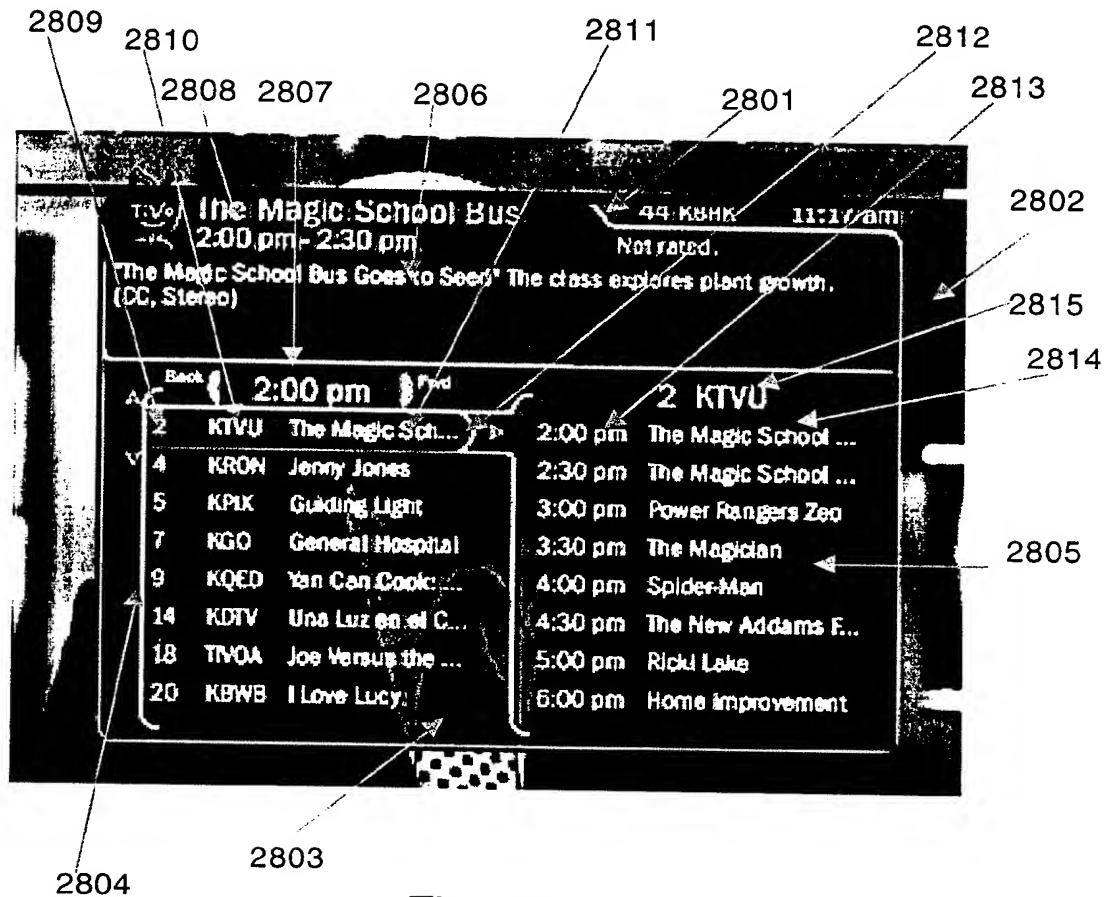 2809
2810
2811
2812
2808 2807 2806 2801 2813
TiVo The Magic School Bus 44 KBHK 11:17 am
2:00 pm - 2:30 pm Not rated.
2802
"The Magic School Bus Goes to Seed" The class explores plant growth.
(CC, Stereo)
2815
2814
Back 2:00 pm Fwd 2 KTVU
2 KTVU The Magic Sch... 2:00 pm The Magic School ...
4 KRON Jenny Jones 2:30 pm The Magic School ...
5 KPIX Guiding Light 3:00 pm Power Rangers Zeo
7 KGO General Hospital 3:30 pm The Magician
2805
9 KQED Yan Can Cook: ... 4:00 pm Spider-Man
14 KDTV Una Luz en el C... 4:30 pm The New Addams F...
18 TIVOA Joe Versus the ... 5:00 pm Ricki Lake
20 KBWB I Love Lucy 6:00 pm Home Improvement
2803
2804